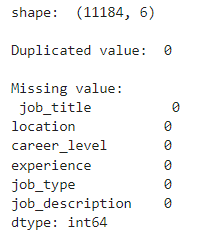 shape:  (11184, 6)
Duplicated value:  0
Missing value:
 job_title          0
location           0
career_level       0
experience         0
job_type           0
job_description    0
dtype: int64